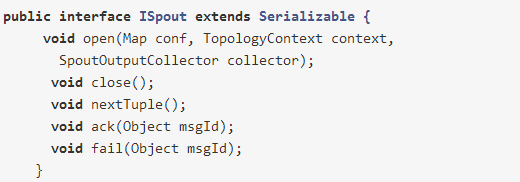 public interface ISpout extends Serializable {
void open(Map conf, TopologyContext context,
SpoutOutputCollector collector);
void close();
void nextTuple();
void ack(Object msgId);
void fail(Object msgId);
}